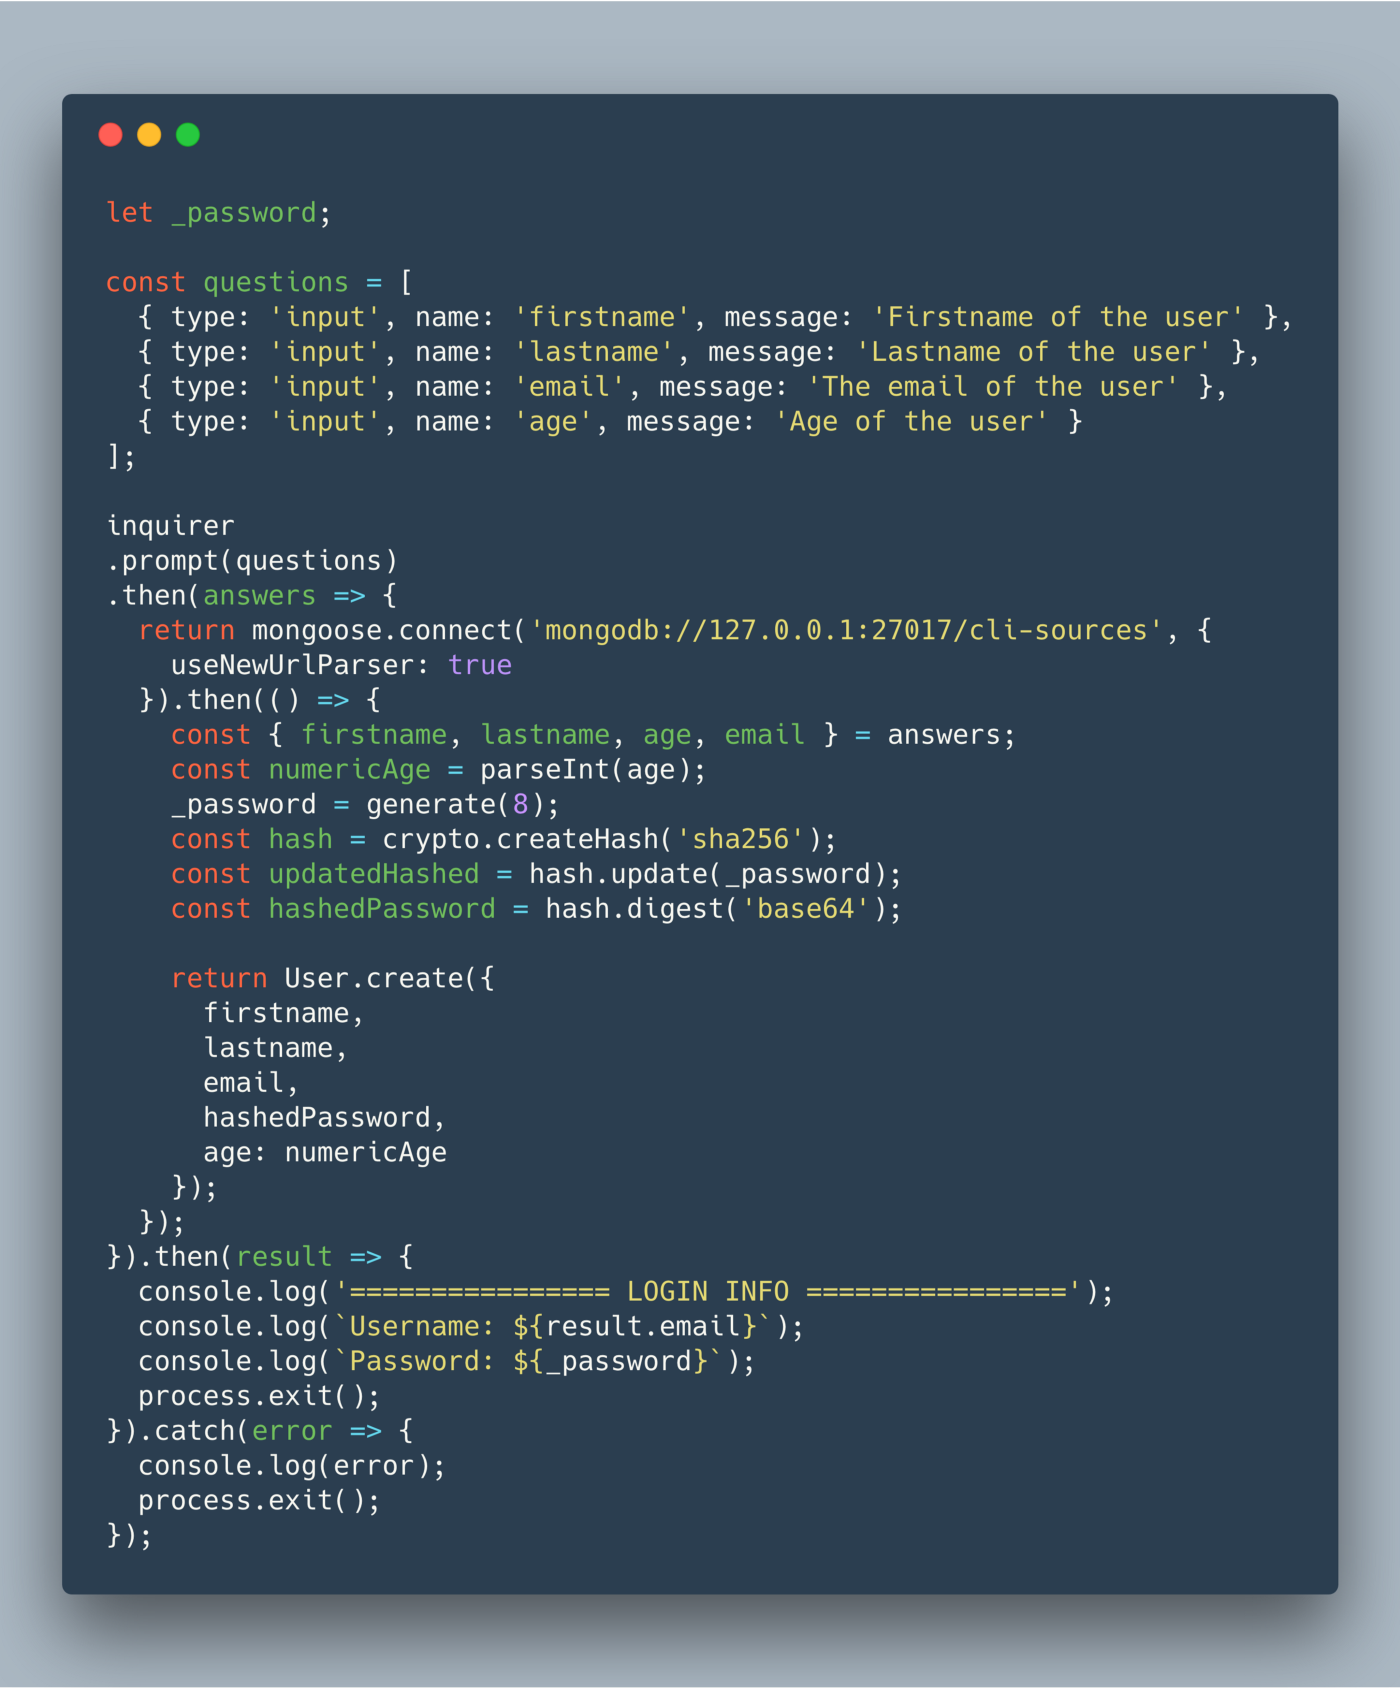 let _password;

const questions = [
  { type: 'input', name: 'firstname', message: 'Firstname of the user' },
  { type: 'input', name: 'lastname', message: 'Lastname of the user' },
  { type: 'input', name: 'email', message: 'The email of the user' },
  { type: 'input', name: 'age', message: 'Age of the user' }
];

inquirer
.prompt(questions)
.then(answers => {
  return mongoose.connect('mongodb://127.0.0.1:27017/cli-sources', {
    useNewUrlParser: true
  }).then(() => {
    const { firstname, lastname, age, email } = answers;
    const numericAge = parseInt(age);
    _password = generate(8);
    const hash = crypto.createHash('sha256');
    const updatedHashed = hash.update(_password);
    const hashedPassword = hash.digest('base64');

    return User.create({
      firstname,
      lastname,
      email,
      hashedPassword,
      age: numericAge
    });
  });
}).then(result => {
  console.log('================ LOGIN INFO ================');
  console.log(`Username: ${result.email}`);
  console.log(`Password: ${_password}`);
  process.exit();
}).catch(error => {
  console.log(error);
  process.exit();
});